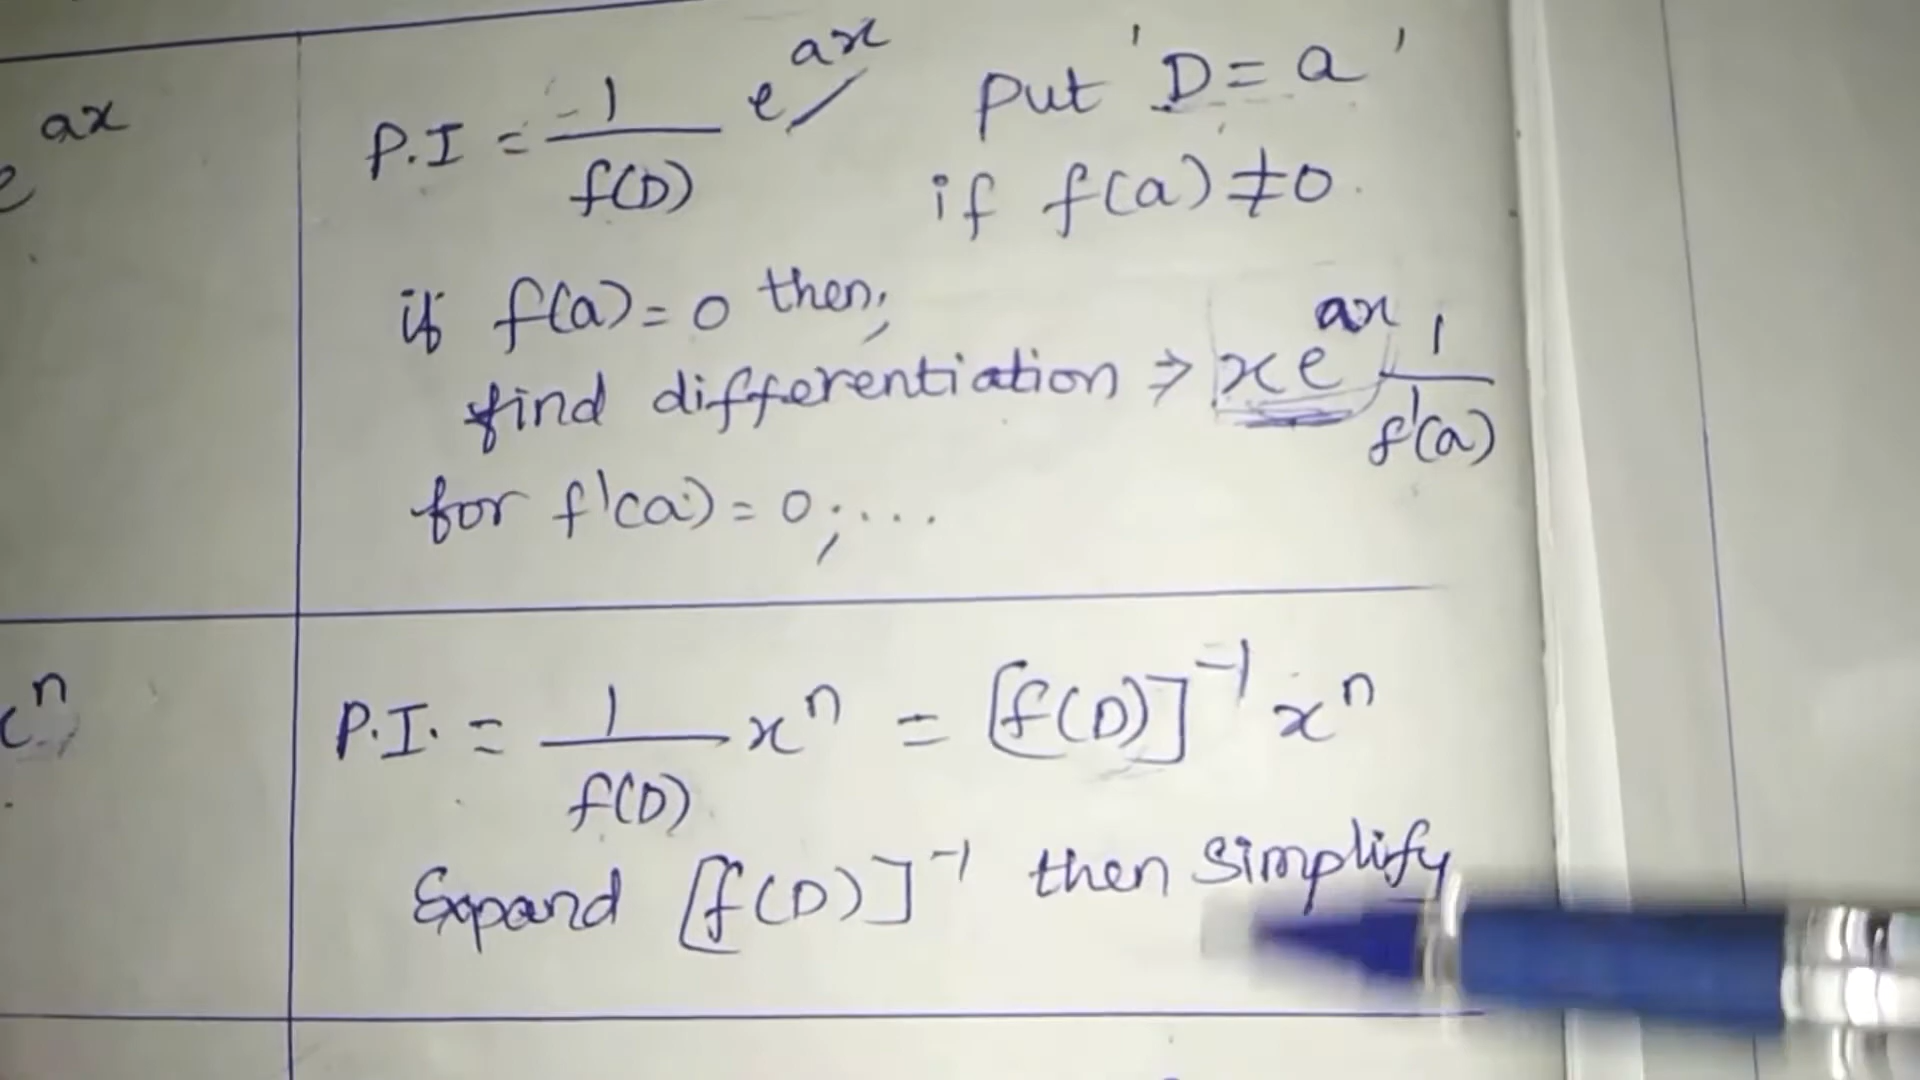 e^ax
P.I = 1/f(D) e^ax put 'D = a'
if f(a) ≠ 0
if f(a) = 0 then,
find differentiation ⇒ xe^ax 1/f'(a)
for f'(a) = 0; ...
x^n
P.I. = 1/f(D) x^n = [f(D)]^-1 x^n
Expand [f(D)]^-1 then simplify